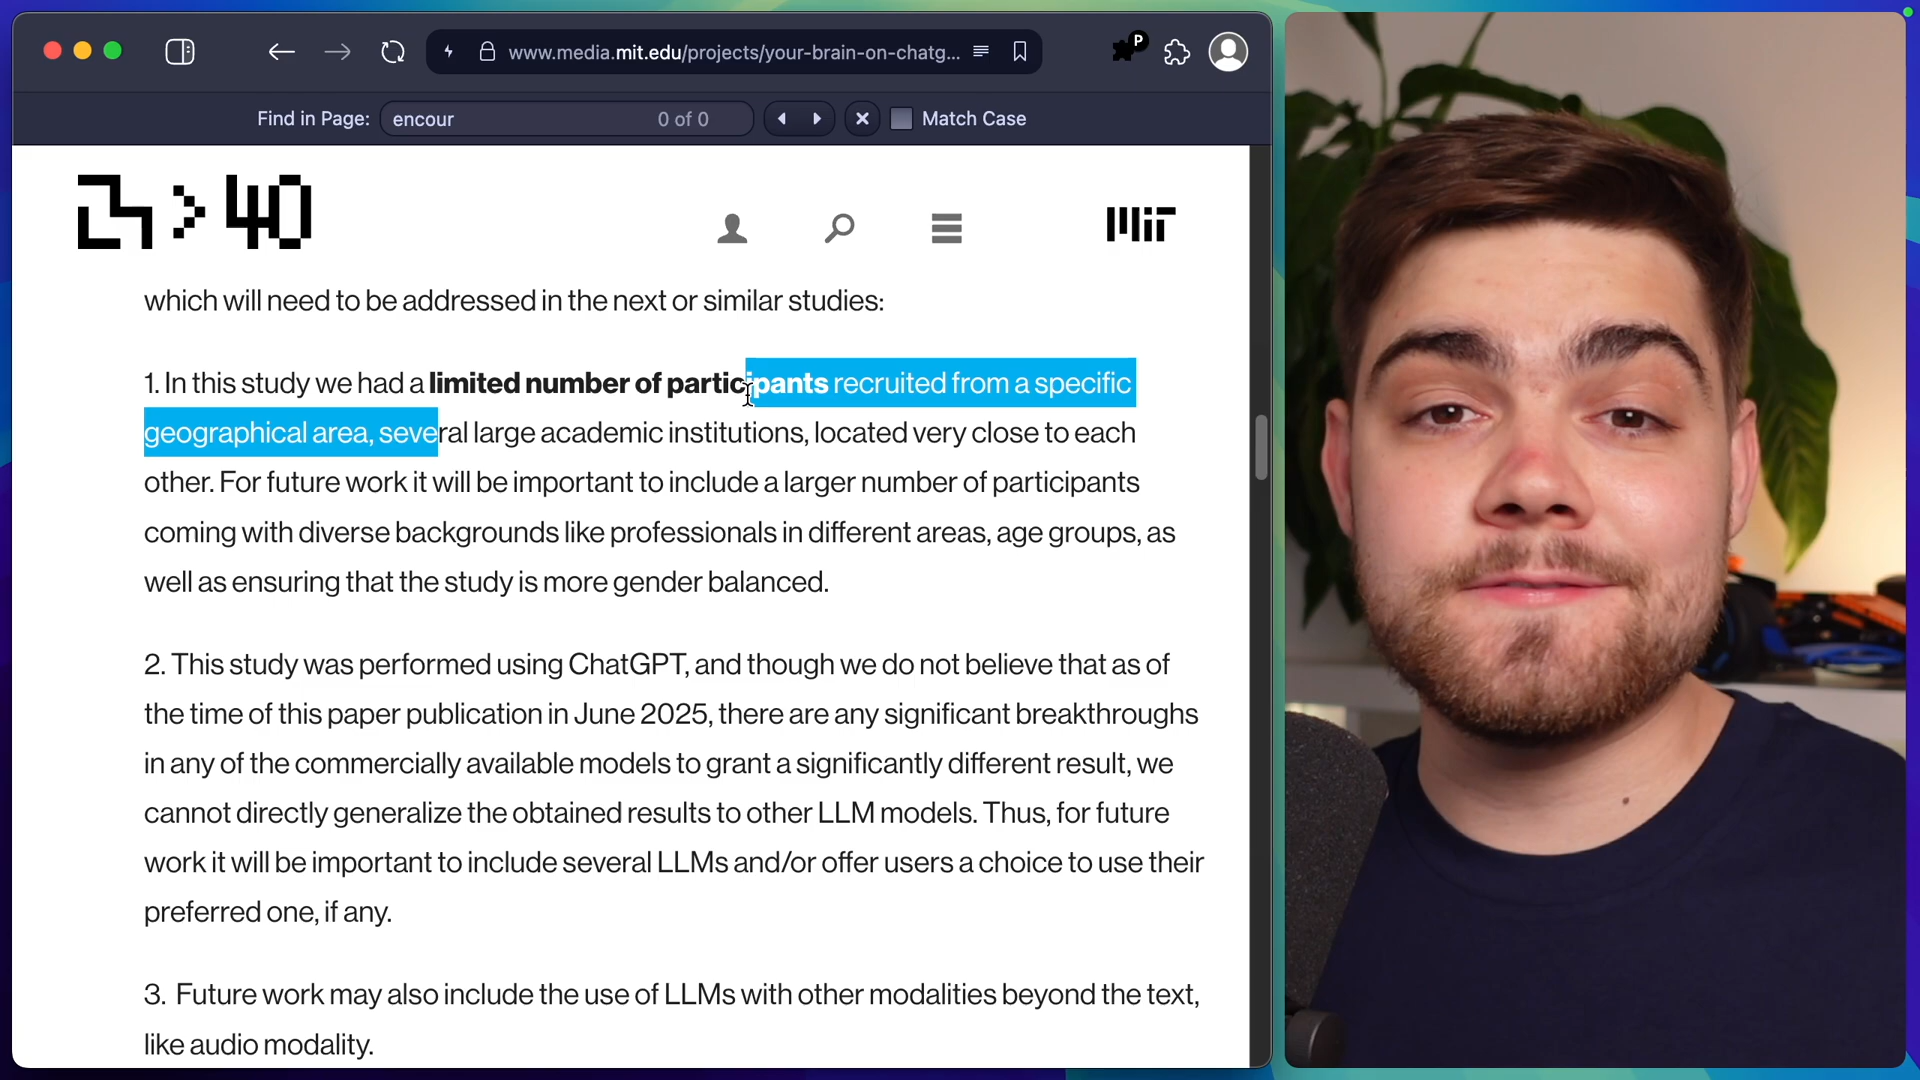 www.media.mit.edu/projects/your-brain-on-chatg...
P
Find in Page: encour 0 of 0 Match Case
>40
MIT
which will need to be addressed in the next or similar studies:
1. In this study we had a limited number of participants recruited from a specific
geographical area, several large academic institutions, located very close to each
other. For future work it will be important to include a larger number of participants
coming with diverse backgrounds like professionals in different areas, age groups, as
well as ensuring that the study is more gender balanced.
2. This study was performed using ChatGPT, and though we do not believe that as of
the time of this paper publication in June 2025, there are any significant breakthroughs
in any of the commercially available models to grant a significantly different result, we
cannot directly generalize the obtained results to other LLM models. Thus, for future
work it will be important to include several LLMs and/or offer users a choice to use their
preferred one, if any.
3. Future work may also include the use of LLMs with other modalities beyond the text,
like audio modality.